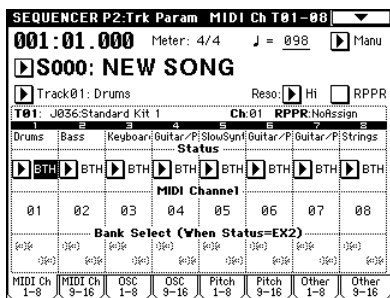 SEQUENCER P2:Trk Param MIDI Ch T01-08
001:01.000 Meter: 4/4 ♩ = 098 Manu
S000: NEW SONG
Track01: Drums Reso: Hi RPPR
T01: J036:Standard Kit 1 Ch:01 RPPR:NoAssign
1 2 3 4 5 6 7 8
Drums Bass Keyboar Guitar/P SlowSynt Guitar/P Guitar/P Strings
Status
BTH BTH BTH BTH BTH BTH BTH BTH
MIDI Channel
01 02 03 04 05 06 07 08
Bank Select (When Status=EX2)
MIDI Ch 1-8 MIDI Ch 9-16 OSC 1-8 OSC 9-16 Pitch 1-8 Pitch 9-16 Other 1-8 Other 9-16